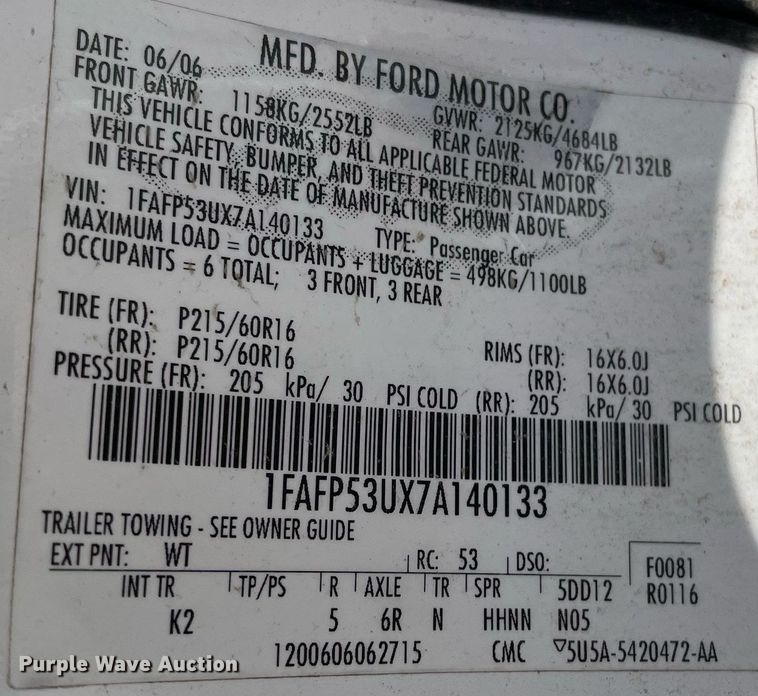 DATE: 06/06 MFD. BY FORD MOTOR CO.
FRONT GAWR: 1158KG/2552LB GVWR: 2125KG/4684LB
REAR GAWR: 967KG/2132LB
THIS VEHICLE CONFORMS TO ALL APPLICABLE FEDERAL MOTOR
VEHICLE SAFETY, BUMPER, AND THEFT PREVENTION STANDARDS
IN EFFECT ON THE DATE OF MANUFACTURE SHOWN ABOVE.
VIN: 1FAFP53UX7A140133 TYPE: Passenger Car
MAXIMUM LOAD = OCCUPANTS + LUGGAGE = 498KG/1100LB
OCCUPANTS = 6 TOTAL; 3 FRONT, 3 REAR
TIRE (FR): P215/60R16 RIMS (FR): 16X6.0J
(RR): P215/60R16 (RR): 16X6.0J
PRESSURE (FR): 205 kPa/ 30 PSI COLD (RR): 205 kPa/ 30 PSI COLD
1FAFP53UX7A140133
TRAILER TOWING - SEE OWNER GUIDE
EXT PNT: WT RC: 53 DSO: F0081
INT TR TP/PS R AXLE TR SPR 5DD12 R0116
K2 5 6R N HHNN N05
1200606062715 CMC ▽5U5A-5420472-AA
Purple Wave Auction